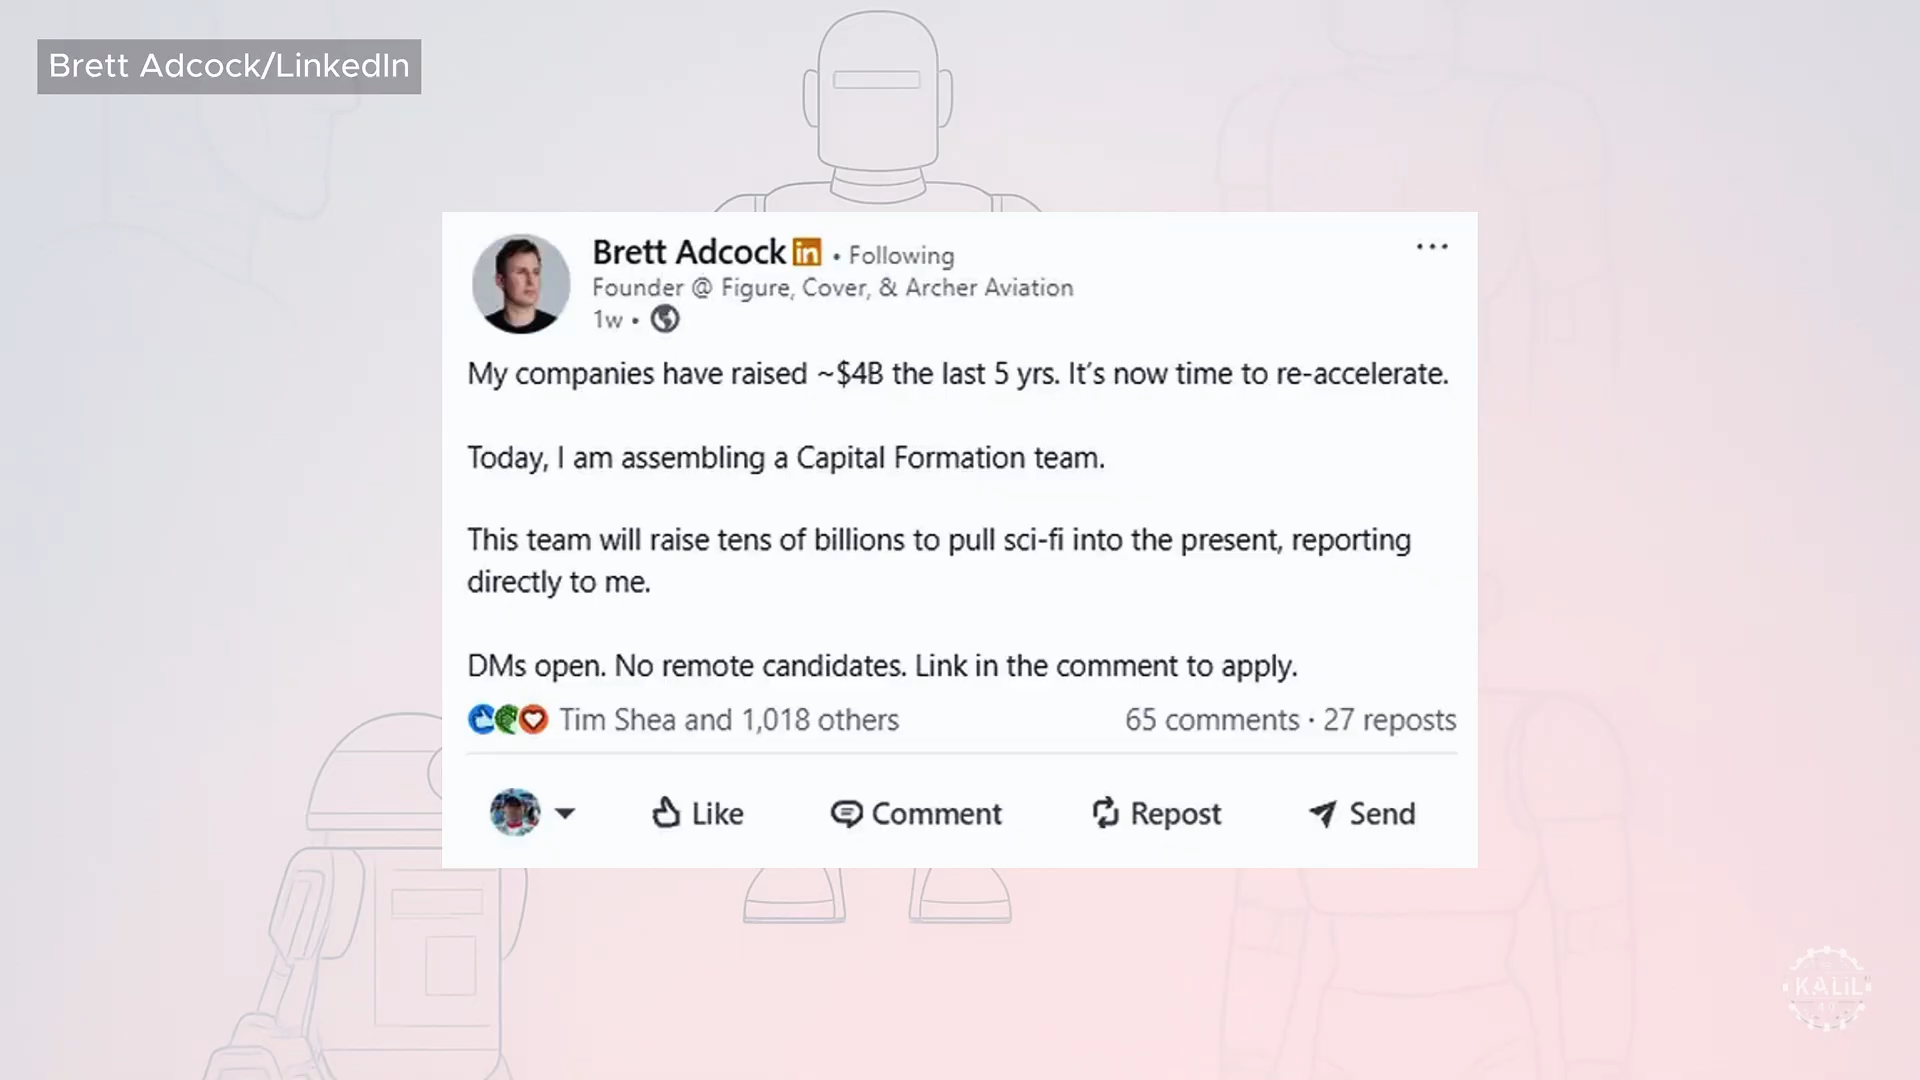 Brett Adcock/LinkedIn
Brett Adcock in • Following
Founder @ Figure, Cover, & Archer Aviation
1w •
My companies have raised ~$4B the last 5 yrs. It’s now time to re-accelerate.
Today, I am assembling a Capital Formation team.
This team will raise tens of billions to pull sci-fi into the present, reporting
directly to me.
DMs open. No remote candidates. Link in the comment to apply.
Tim Shea and 1,018 others 65 comments · 27 reposts
Like Comment Repost Send
KALIL